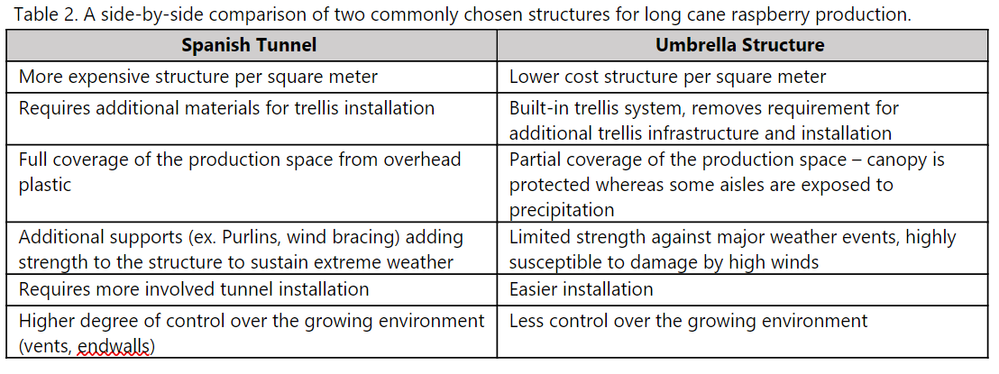 Table 2. A side-by-side comparison of two commonly chosen structures for long cane raspberry production.
Spanish Tunnel
Umbrella Structure
More expensive structure per square meter
Lower cost structure per square meter
Requires additional materials for trellis installation
Built-in trellis system, removes requirement for
additional trellis infrastructure and installation
Full coverage of the production space from overhead
plastic
Partial coverage of the production space – canopy is
protected whereas some aisles are exposed to
precipitation
Additional supports (ex. Purlins, wind bracing) adding
strength to the structure to sustain extreme weather
Limited strength against major weather events, highly
susceptible to damage by high winds
Requires more involved tunnel installation
Easier installation
Higher degree of control over the growing environment
(vents, endwalls)
Less control over the growing environment